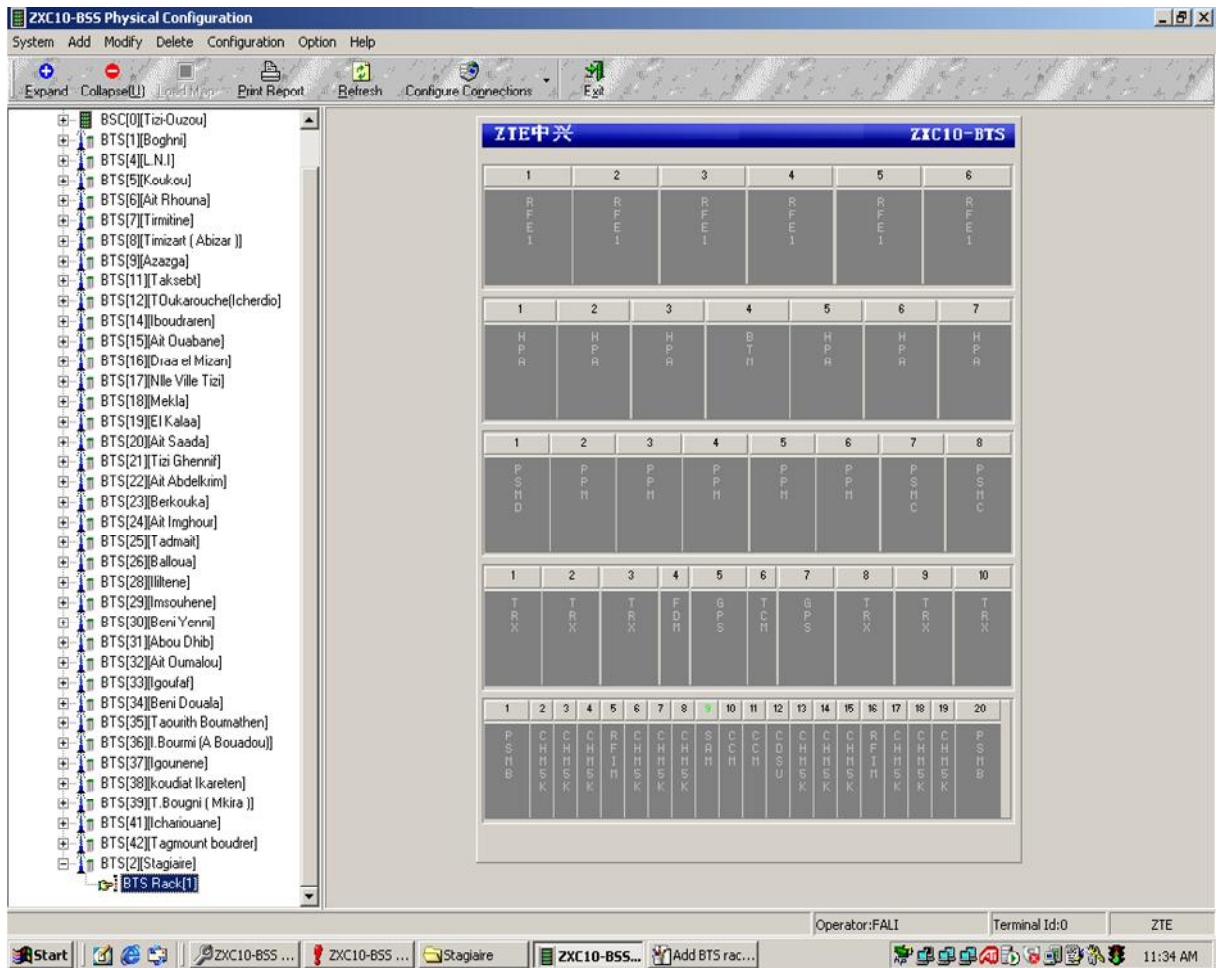 ZXC10-BSS Physical Configuration
System Add Modify Delete Configuration Option Help
Expand Collapse(U) Load Map Print Report Refresh Configure Connections Exit
BSC[0][Tizi-Ouzou]
BTS[1][Boghni]
BTS[4][L.N.I]
BTS[5][Koukou]
BTS[6][Ait Rhouna]
BTS[7][Tirmitine]
BTS[8][Timizart ( Abizar )]
BTS[9][Azazga]
BTS[11][Taksebt]
BTS[12][TOukarouche(Icherdio]
BTS[14][Iboudraren]
BTS[15][Ait Ouabane]
BTS[16][Draa el Mizan]
BTS[17][Nlle Ville Tizi]
BTS[18][Mekla]
BTS[19][El Kalaa]
BTS[20][Ait Saada]
BTS[21][Tizi Ghennif]
BTS[22][Ait Abdelkrim]
BTS[23][Berkouka]
BTS[24][Ait Imghour]
BTS[25][Tadmait]
BTS[26][Balloua]
BTS[28][Illiltene]
BTS[29][Imsouhene]
BTS[30][Beni Yenni]
BTS[31][Abou Dhib]
BTS[32][Ait Oumalou]
BTS[33][Igoufaf]
BTS[34][Beni Douala]
BTS[35][Taourith Boumathen]
BTS[36][I.Bourmi (A Bouadou)]
BTS[37][Igounene]
BTS[38][koudiat Ikareten]
BTS[39][T.Bougni ( Mkira )]
BTS[41][Ichariouane]
BTS[42][Tagmount boudrer]
BTS[2][Stagiaire]
BTS Rack[1]
ZTE中兴 ZXC10-BTS
1 2 3 4 5 6
RFE1 RFE1 RFE1 RFE1 RFE1 RFE1
1 2 3 4 5 6 7
HPA HPA HPA BTM HPA HPA HPA
1 2 3 4 5 6 7 8
PSMD PPM PPM PPM PPM PPM PSMC PSMC
1 2 3 4 5 6 7 8 9 10
TRX TRX TRX FDM GPS TCM GPS TRX TRX TRX
1 2 3 4 5 6 7 8 9 10 11 12 13 14 15 16 17 18 19 20
PSMB CHM5K CHM5K CHM5K RFIM CHM5K CHM5K CHM5K SAM CCM CCM CDSU CHM5K CHM5K CHM5K RFIM CHM5K CHM5K CHM5K PSMB
Operator:FALI Terminal Id:0 ZTE
Start ZXC10-BSS ... ZXC10-BSS ... Stagiaire ZXC10-BSS... Add BTS rac... 11:34 AM